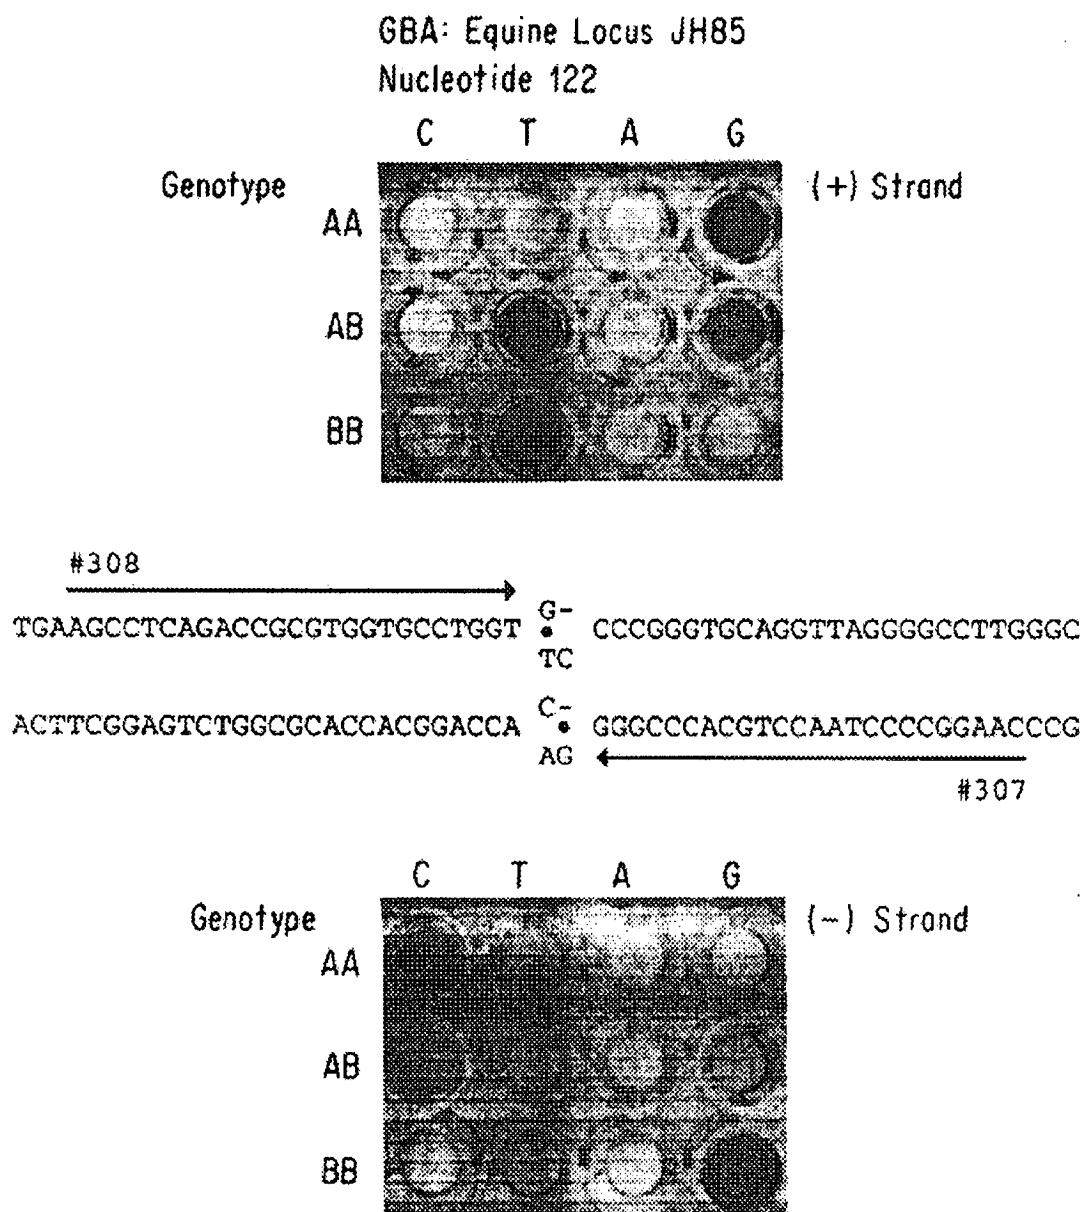 GBA: Equine Locus JH85
Nucleotide 122
C T A G
Genotype (+) Strand
AA
AB
BB
#308
G-
TGAAGCCTCAGACCGCGTGGTGCCTGGT • CCCGGGTGCAGGTTAGGGGCCTTGGGC
TC
C-
ACTTCGGAGTCTGGCGCACCACGGACCA • GGGCCCACGTCCAATCCCCGGAACCCG
AG
#307
C T A G
Genotype (-) Strand
AA
AB
BB